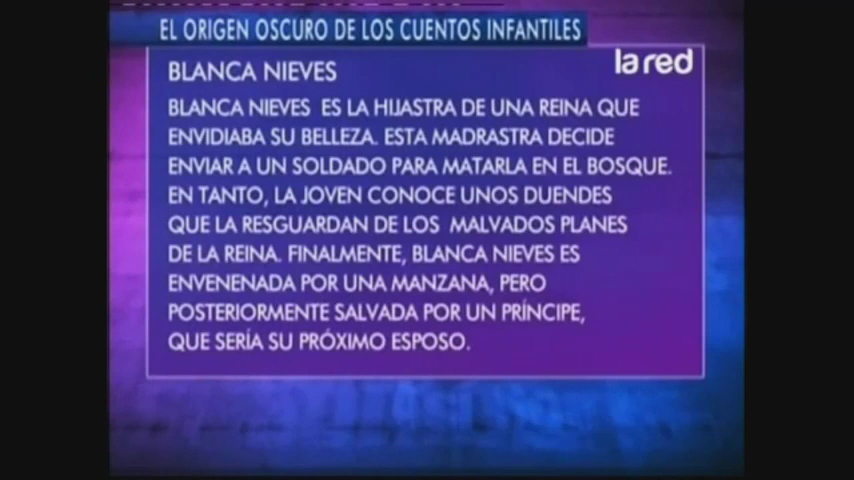 EL ORIGEN OSCURO DE LOS CUENTOS INFANTILES
la red
BLANCA NIEVES
BLANCA NIEVES ES LA HIJASTRA DE UNA REINA QUE
ENVIDIABA SU BELLEZA. ESTA MADRASTRA DECIDE
ENVIAR A UN SOLDADO PARA MATARLA EN EL BOSQUE.
EN TANTO, LA JOVEN CONOCE UNOS DUENDES
QUE LA RESGUARDAN DE LOS MALVADOS PLANES
DE LA REINA. FINALMENTE, BLANCA NIEVES ES
ENVENENADA POR UNA MANZANA, PERO
POSTERIORMENTE SALVADA POR UN PRÍNCIPE,
QUE SERÍA SU PRÓXIMO ESPOSO.